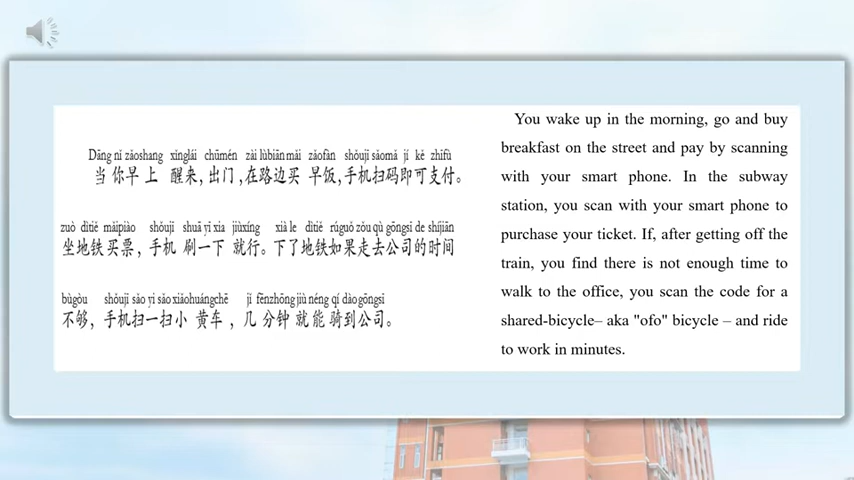 Dāng nǐ zǎoshang xǐnglái chūmén zài lùbiān mǎi zǎofàn shǒujī sǎomǎ jí kě zhīfù
当你早上 醒来，出门，在路边买 早饭，手机扫码即可支付。
zuò dìtiě mǎipiào shǒujī shuā yī xià jiùxíng xià le dìtiě rúguǒ zǒu qù gōngsī de shíjiān
坐地铁买票，手机 刷一下 就行。下了地铁如果走去公司的时间
bùgòu shǒujī sǎo yi sǎo xiǎohuángchē jǐ fēnzhōng jiù néng qí dào gōngsī
不够，手机扫一扫小 黄车，几 分钟 就能 骑到公司。
You wake up in the morning, go and buy
breakfast on the street and pay by scanning
with your smart phone. In the subway
station, you scan with your smart phone to
purchase your ticket. If, after getting off the
train, you find there is not enough time to
walk to the office, you scan the code for a
shared-bicycle– aka "ofo" bicycle – and ride
to work in minutes.